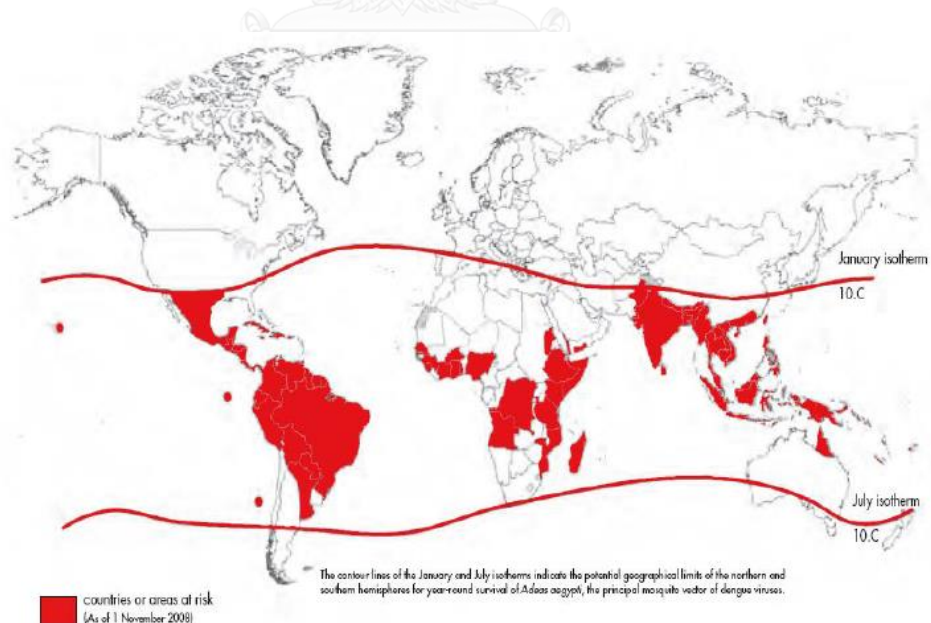 January isotherm
10.C
July isotherm
10.C
The contour lines of the January and July isotherms indicate the potential geographical limits of the northern and
southern hemispheres for year-round survival of Adeas aegypti, the principal mosquito vector of dengue viruses.
countries or areas at risk
(As of 1 November 2008)